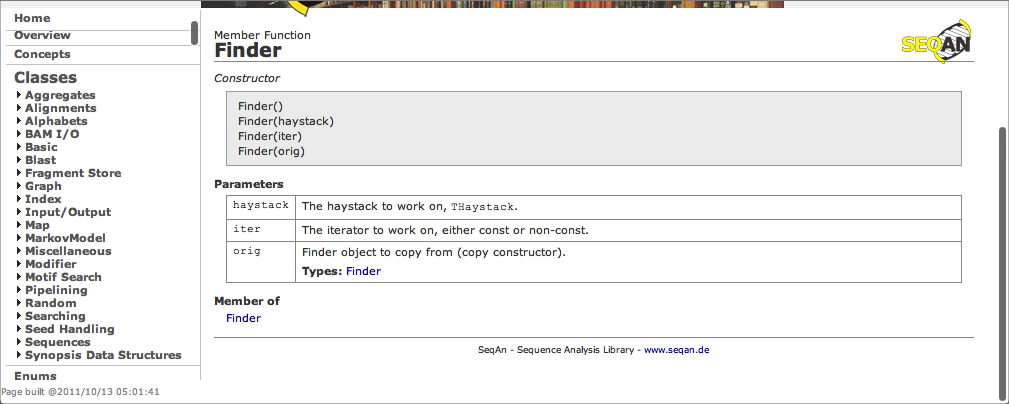 Home
Overview
Concepts
Classes
Aggregates
Alignments
Alphabets
BAM I/O
Basic
Blast
Fragment Store
Graph
Index
Input/Output
Map
MarkovModel
Miscellaneous
Modifier
Motif Search
Pipelining
Random
Searching
Seed Handling
Sequences
Synopsis Data Structures
Enums
Page built @2011/10/13 05:01:41
Member Function
Finder
SEQAN
Constructor
Finder()
Finder(haystack)
Finder(iter)
Finder(orig)
Parameters
haystack The haystack to work on, THaystack.
iter The iterator to work on, either const or non-const.
orig Finder object to copy from (copy constructor).
Types: Finder
Member of
Finder
SeqAn - Sequence Analysis Library - www.seqan.de